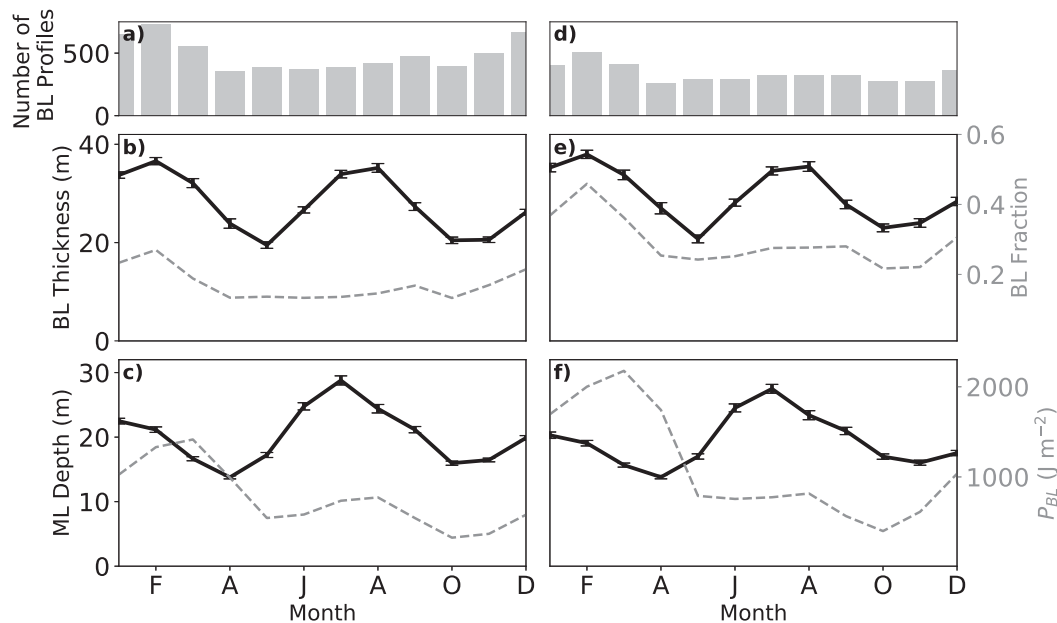 Number of
BL Profiles
500
0
a)
d)
BL Thickness (m)
40
20
0
b)
e)
0.6
0.4
0.2
BL Fraction
ML Depth (m)
30
20
10
0
c)
f)
2000
1000
P_BL (J m⁻²)
F A J A O D
F A J A O D
Month
Month